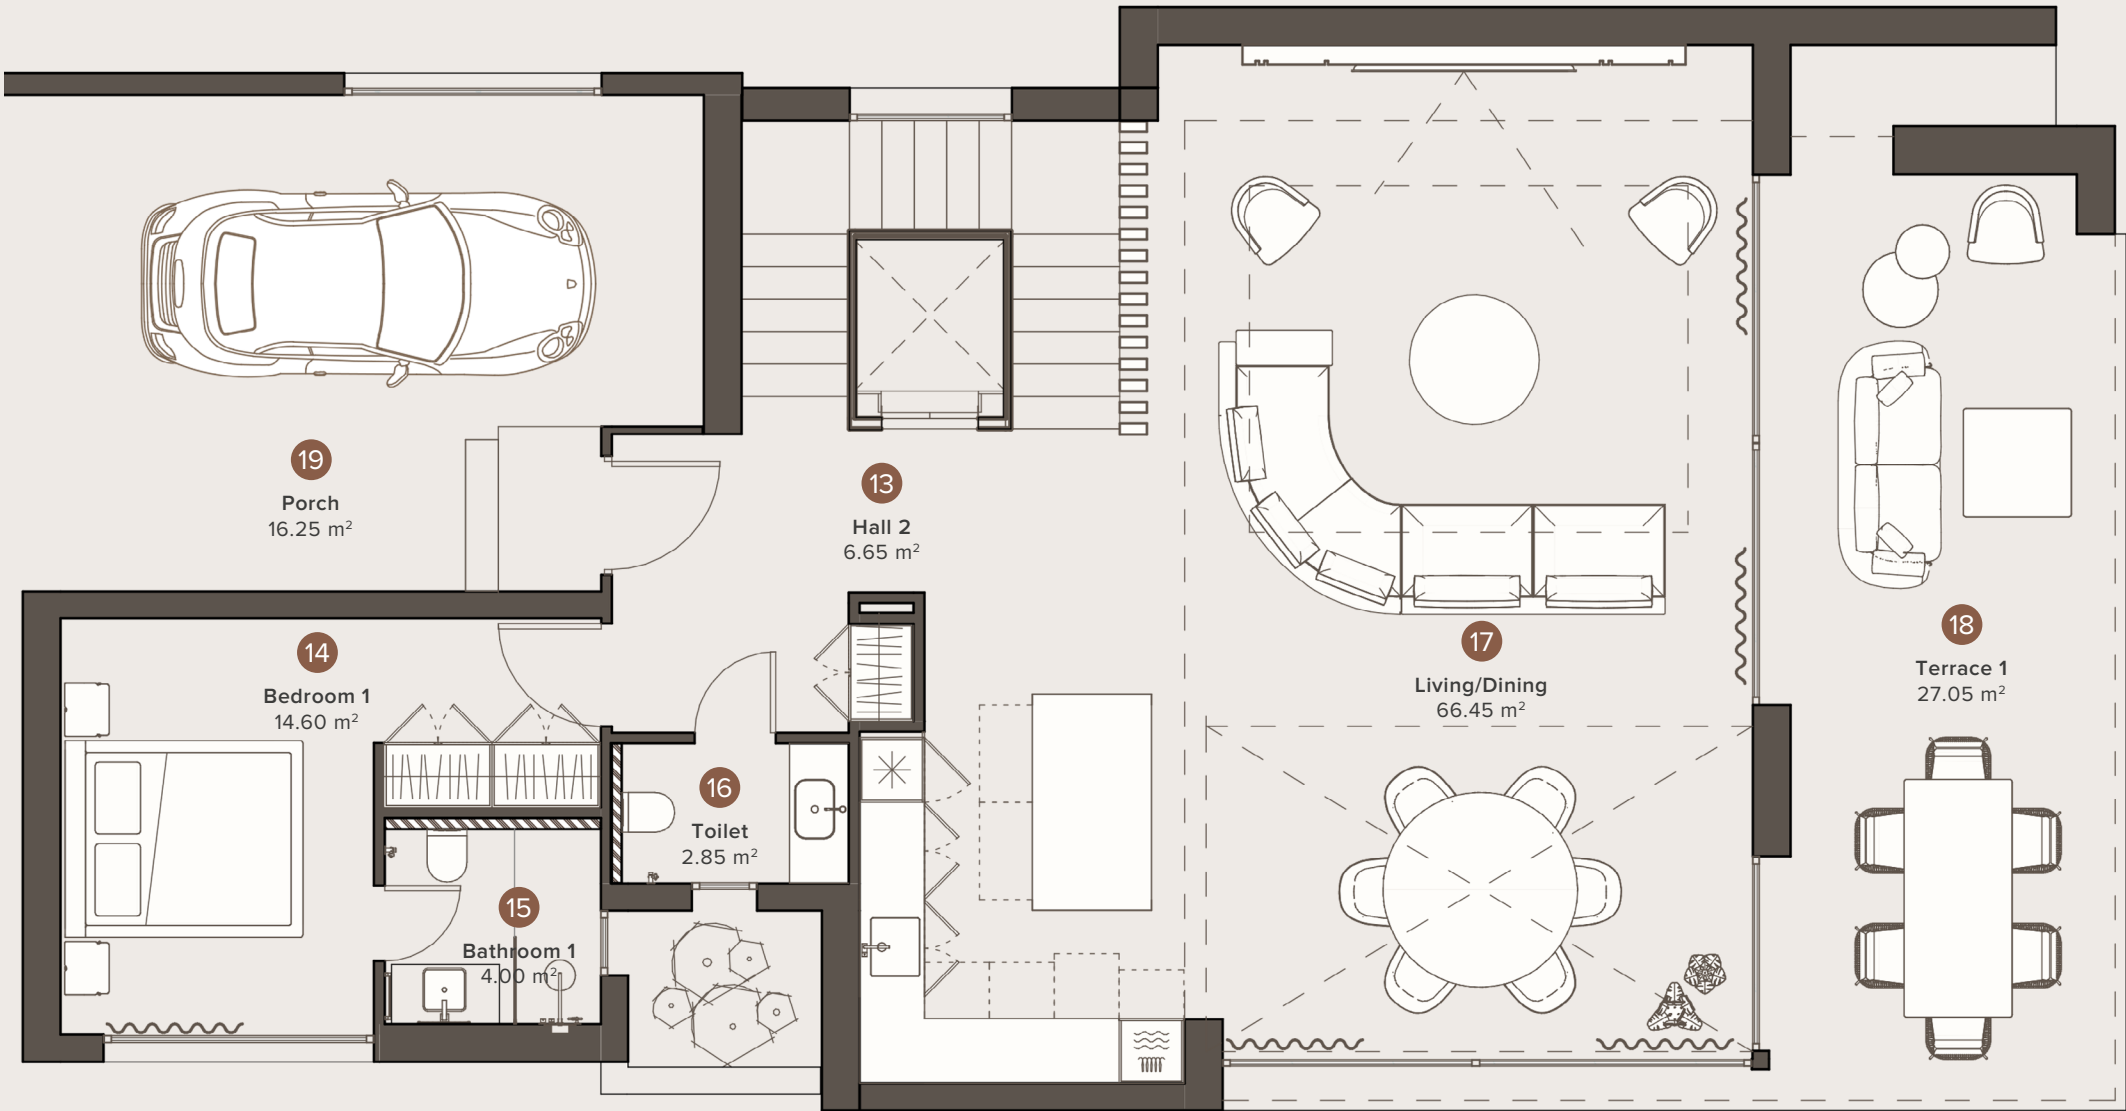 19
Porch
16.25 m²
13
Hall 2
6.65 m²
14
Bedroom 1
14.60 m²
15
Bathroom 1
4.00 m²
16
Toilet
2.85 m²
17
Living/Dining
66.45 m²
18
Terrace 1
27.05 m²